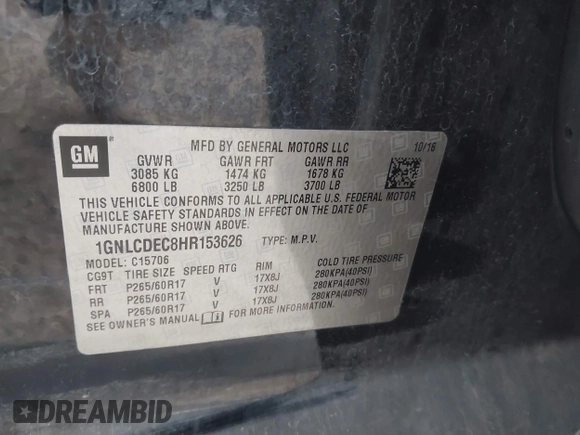 GM
MFD BY GENERAL MOTORS LLC 10/16
GVWR GAWR FRT GAWR RR
3085 KG 1474 KG 1678 KG
6800 LB 3250 LB 3700 LB
THIS VEHICLE CONFORMS TO ALL APPLICABLE U.S. FEDERAL MOTOR
VEHICLE SAFETY STANDARDS IN EFFECT ON THE DATE OF
MANUFACTURE SHOWN ABOVE.
1GNLCDEC8HR153626 TYPE: M.P.V.
MODEL: C15706
CG9T TIRE SIZE SPEED RTG RIM COLD TIRE PRESSURE
FRT P265/60R17 V 17X8J 280KPA(40PSI)
RR P265/60R17 V 17X8J 280KPA(40PSI)
SPA P265/60R17 V 17X8J 280KPA(40PSI)
SEE OWNER'S MANUAL FOR MORE INFORMATION.
DREAMBID